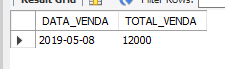 Result Grid Filter Rows:
DATA_VENDA TOTAL_VENDA
2019-05-08 12000